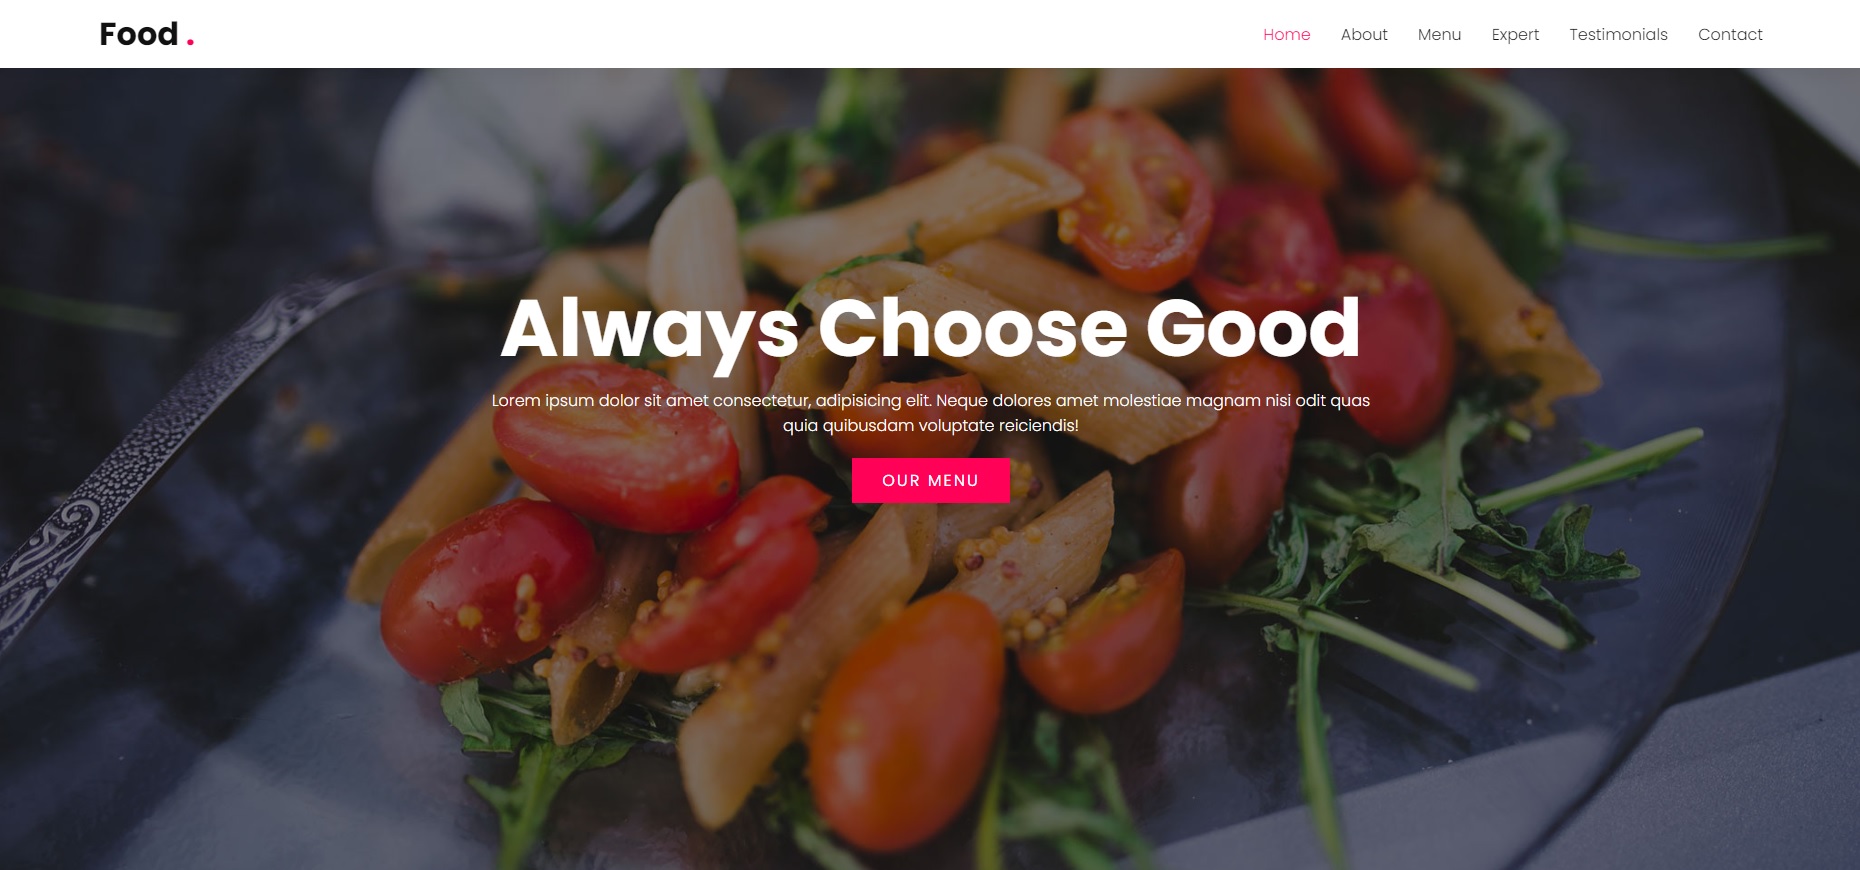 Food .
Home About Menu Expert Testimonials Contact
Always Choose Good
Lorem ipsum dolor sit amet consectetur, adipisicing elit. Neque dolores amet molestiae magnam nisi odit quas
quia quibusdam voluptate reiciendis!
OUR MENU